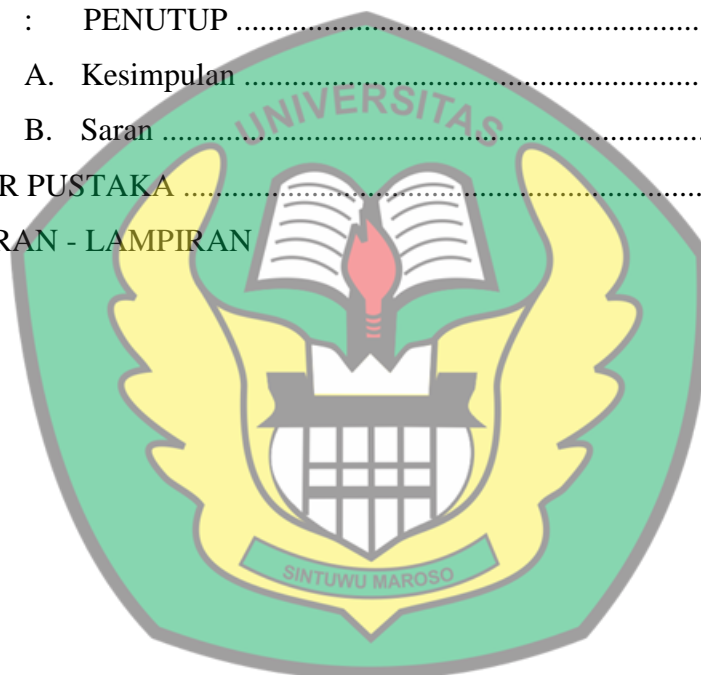 : PENUTUP ........................................................
A. Kesimpulan ........................................................
B. Saran ..................................................................
R PUSTAKA ...............................................................
RAN - LAMPIRAN
UNIVERSITAS
SINTUWU MAROSO